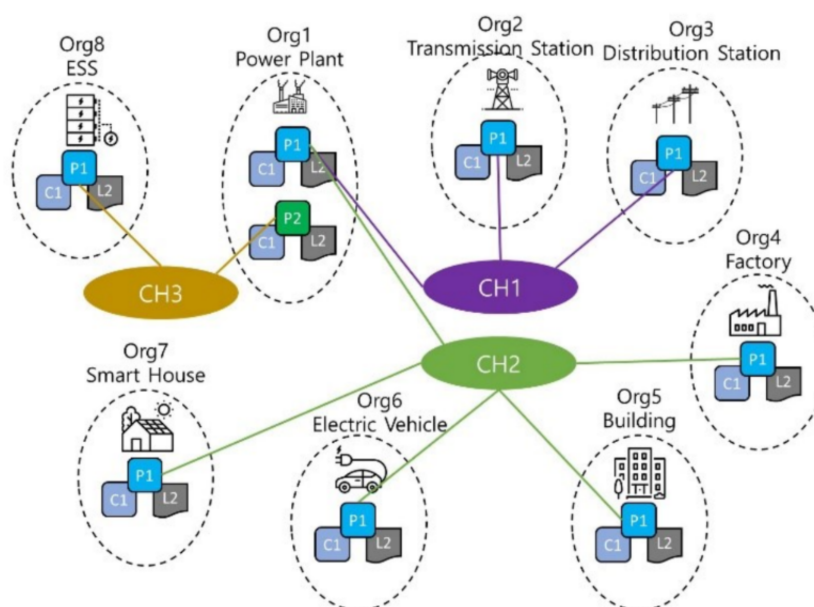 Org8
ESS
P1
C1
L2
Org1
Power Plant
P1
C1
L2
P2
C1
L2
Org2
Transmission Station
P1
C1
L2
Org3
Distribution Station
P1
C1
L2
CH3
CH1
Org4
Factory
P1
C1
L2
CH2
Org7
Smart House
P1
C1
L2
Org6
Electric Vehicle
P1
C1
L2
Org5
Building
P1
C1
L2